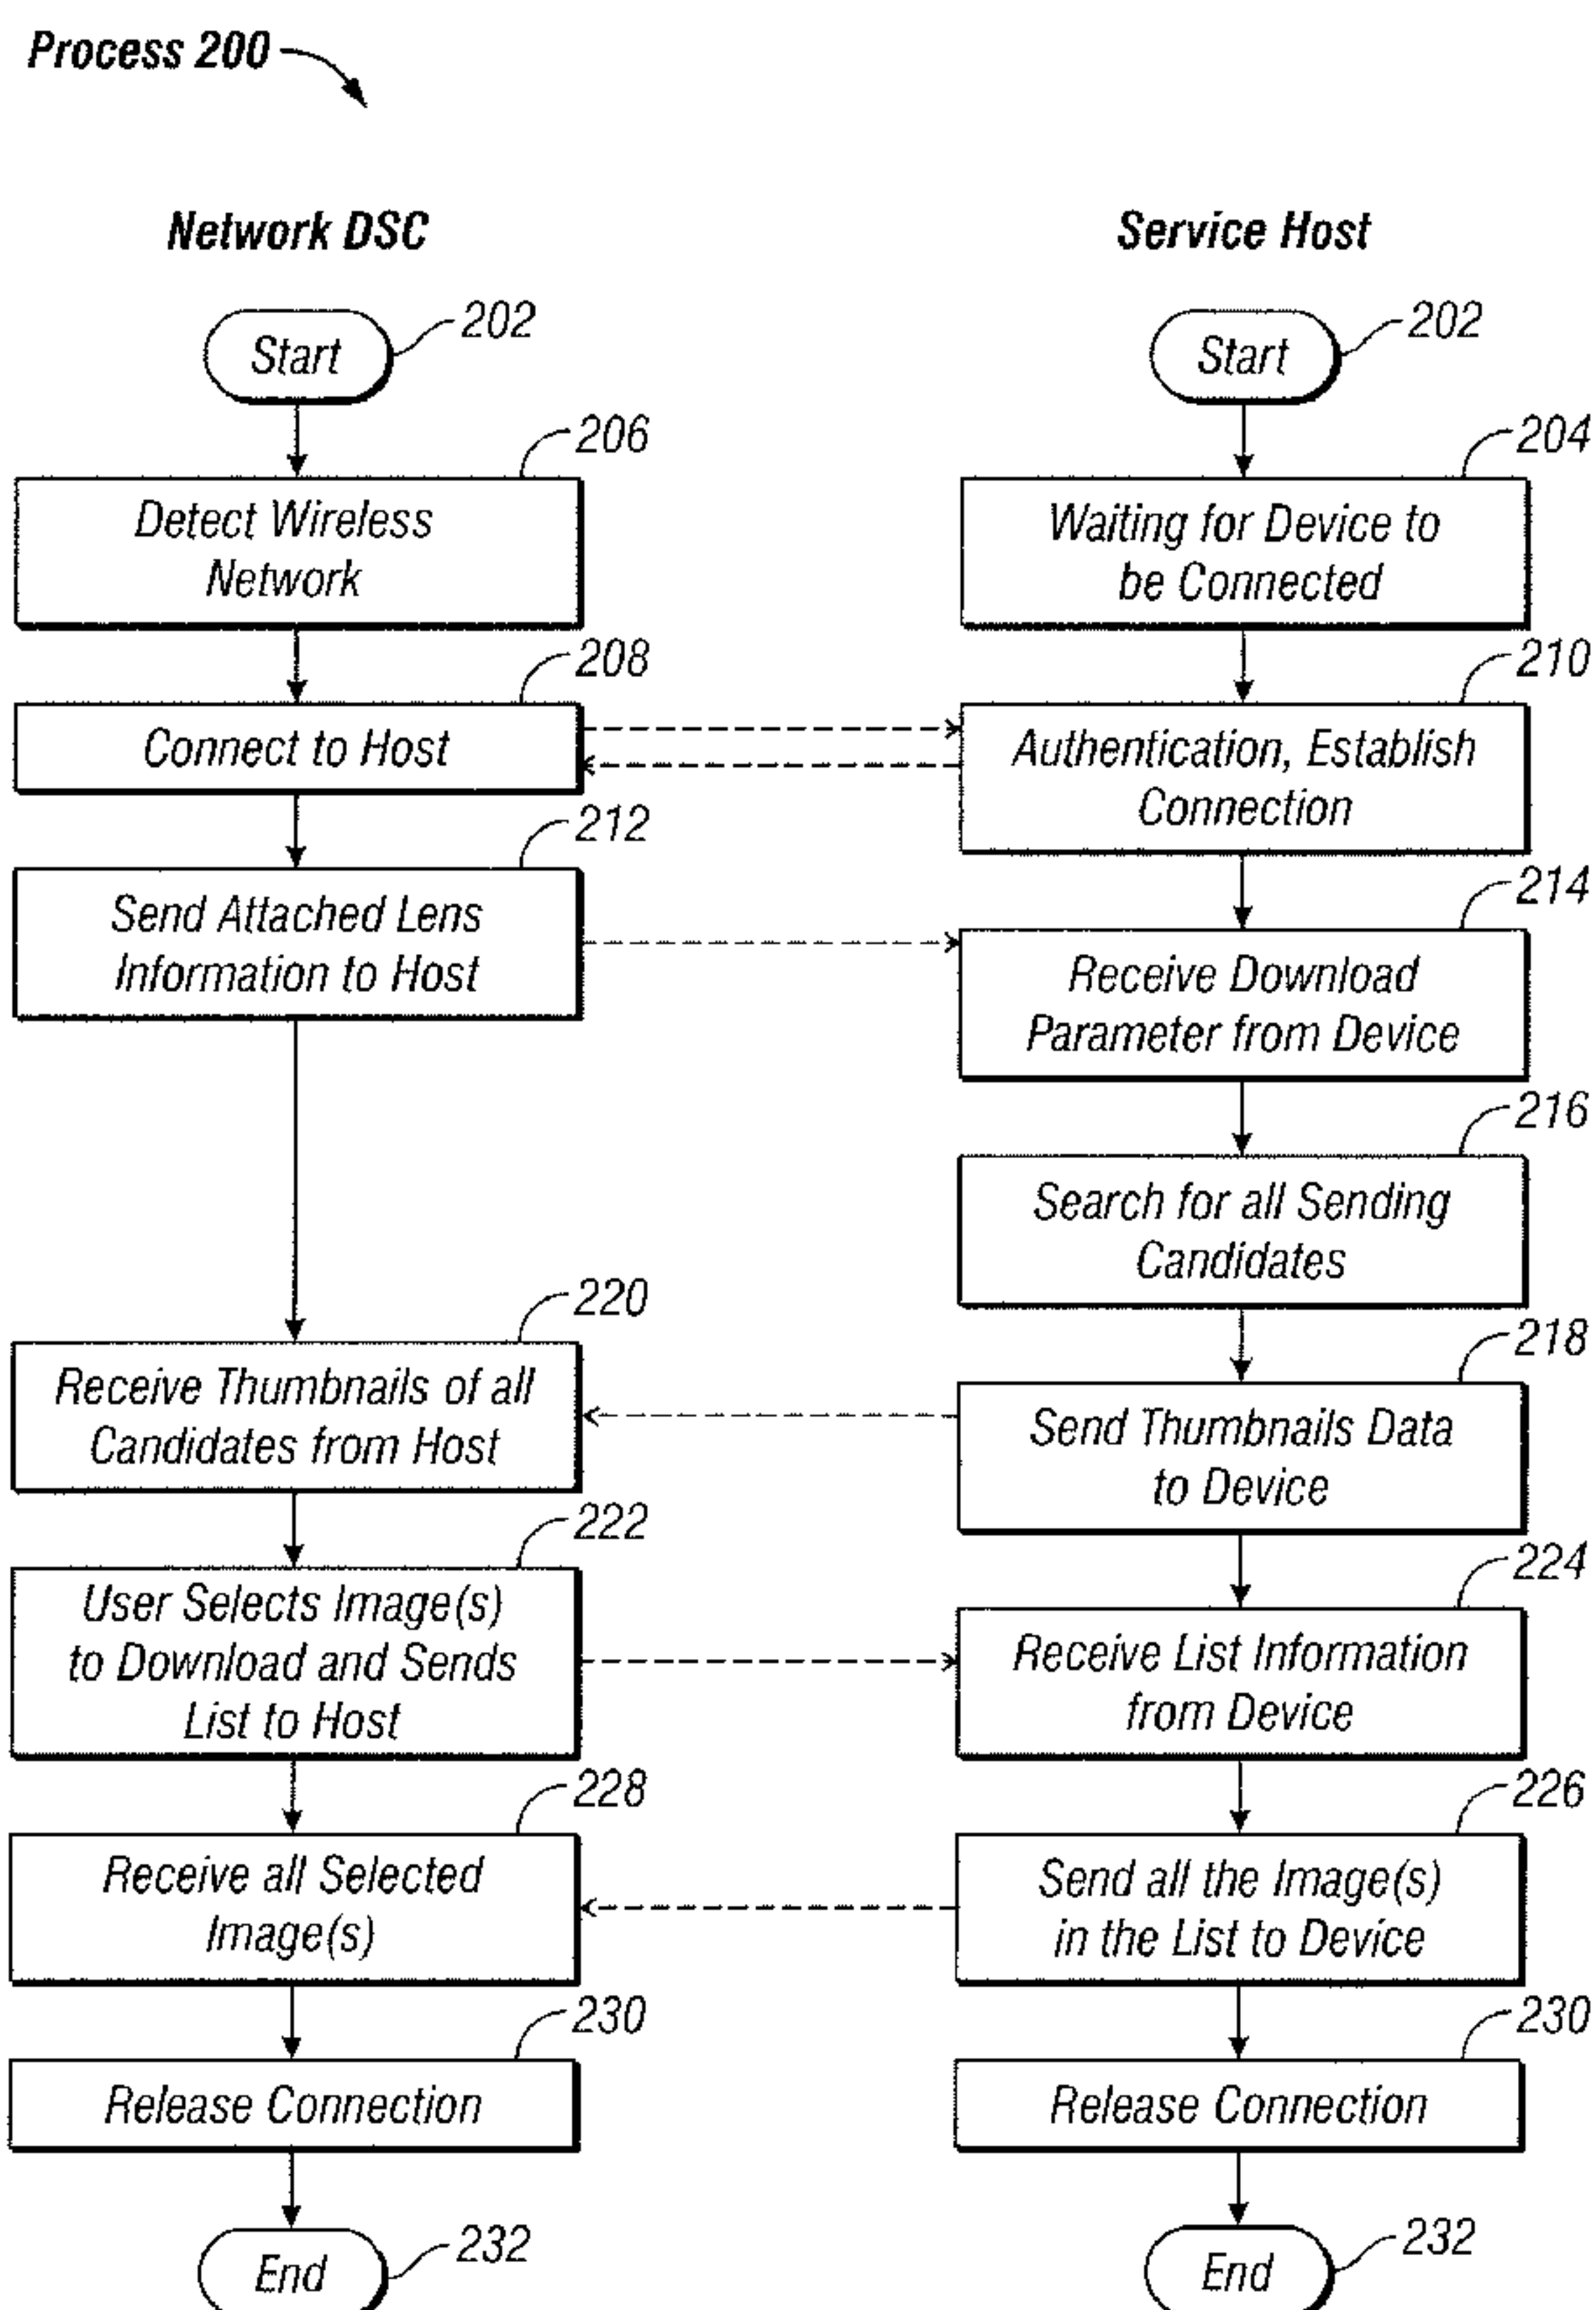 Process 200
Network DSC
Service Host
Start
202
Start
202
206
Detect Wireless
Network
204
Waiting for Device to
be Connected
208
Connect to Host
210
Authentication, Establish
Connection
212
Send Attached Lens
Information to Host
214
Receive Download
Parameter from Device
216
Search for all Sending
Candidates
220
Receive Thumbnails of all
Candidates from Host
218
Send Thumbnails Data
to Device
222
User Selects Image(s)
to Download and Sends
List to Host
224
Receive List Information
from Device
228
Receive all Selected
Image(s)
226
Send all the Image(s)
in the List to Device
230
Release Connection
230
Release Connection
End
232
End
232